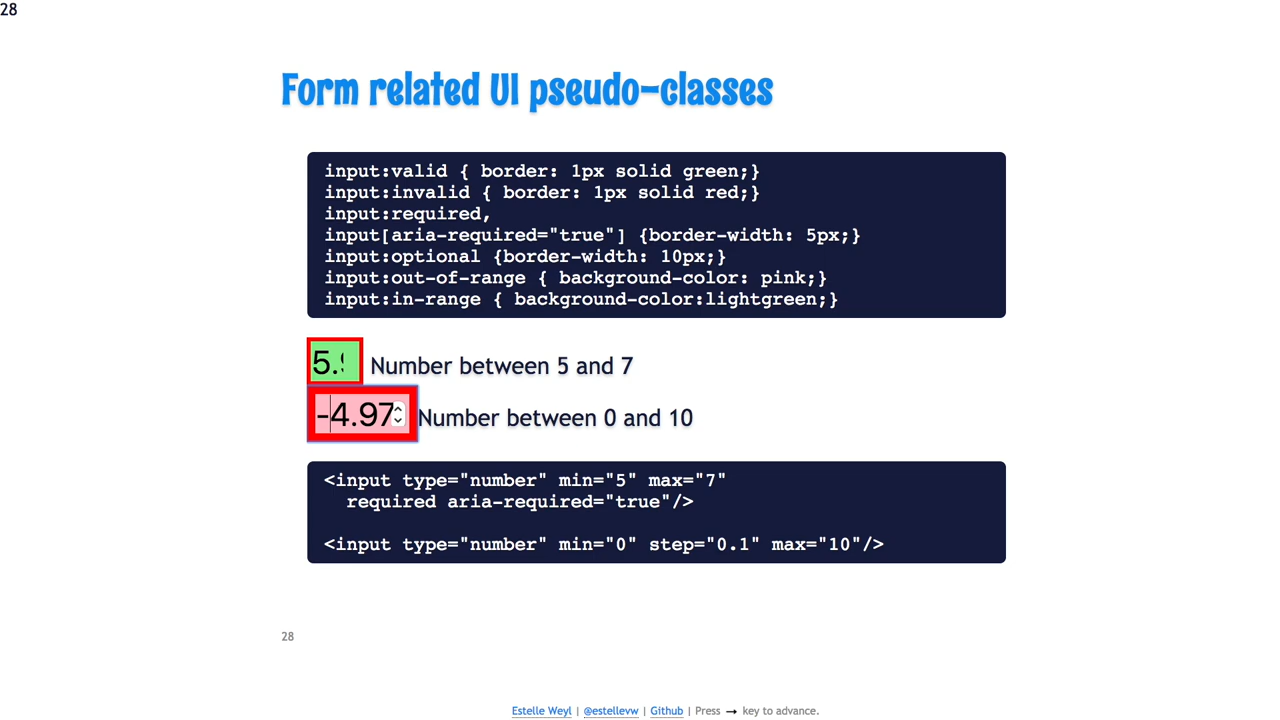 28
Form related UI pseudo-classes
input:valid { border: 1px solid green;}
input:invalid { border: 1px solid red;}
input:required,
input[aria-required="true"] {border-width: 5px;}
input:optional {border-width: 10px;}
input:out-of-range { background-color: pink;}
input:in-range { background-color:lightgreen;}
5. Number between 5 and 7
-4.97 Number between 0 and 10
<input type="number" min="5" max="7"
required aria-required="true"/>
<input type="number" min="0" step="0.1" max="10"/>
28
Estelle Weyl | @estellevw | Github | Press → key to advance.